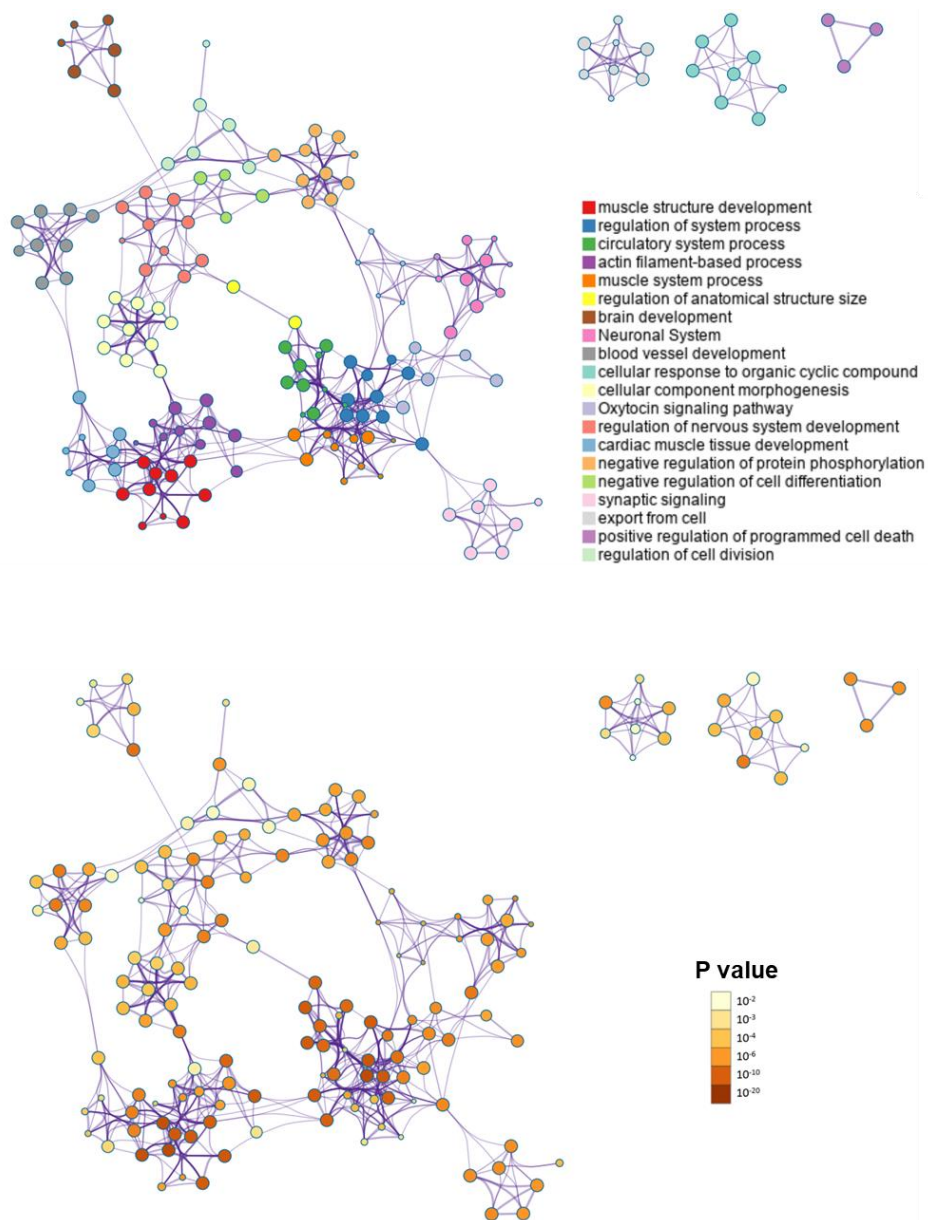 muscle structure development
regulation of system process
circulatory system process
actin filament-based process
muscle system process
regulation of anatomical structure size
brain development
Neuronal System
blood vessel development
cellular response to organic cyclic compound
cellular component morphogenesis
Oxytocin signaling pathway
regulation of nervous system development
cardiac muscle tissue development
negative regulation of protein phosphorylation
negative regulation of cell differentiation
synaptic signaling
export from cell
positive regulation of programmed cell death
regulation of cell division
P value
10⁻²
10⁻³
10⁻⁴
10⁻⁶
10⁻¹⁰
10⁻²⁰